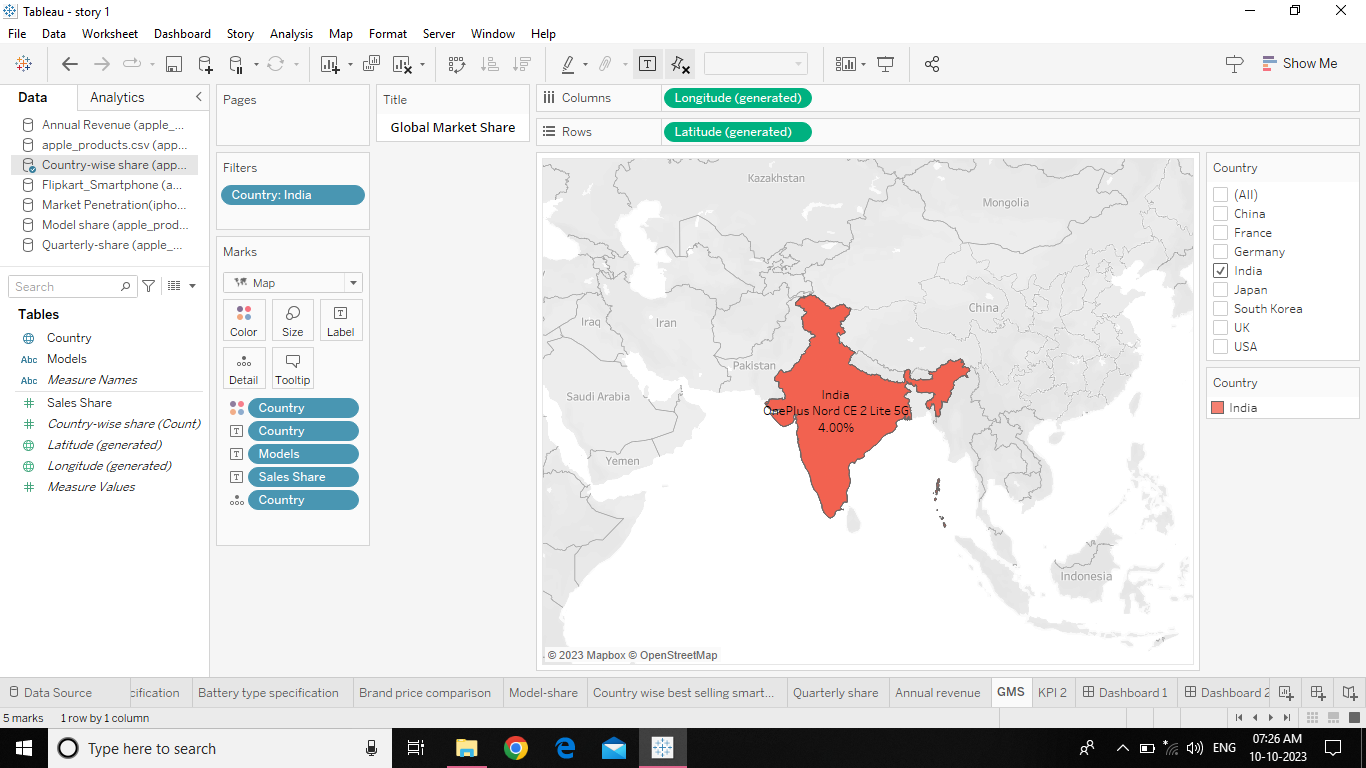 Tableau - story 1
File Data Worksheet Dashboard Story Analysis Map Format Server Window Help
Show Me
Data Analytics
Annual Revenue (apple_...
apple_products.csv (app...
Country-wise share (app...
Flipkart_Smartphone (a...
Market Penetration(ipho...
Model share (apple_prod...
Quarterly-share (apple_...
Search
Tables
Country
Abc Models
Abc Measure Names
Sales Share
Country-wise share (Count)
Latitude (generated)
Longitude (generated)
Measure Values
Pages
Filters
Country: India
Marks
Map
Color Size Label
Detail Tooltip
Country
T Country
T Models
T Sales Share
Country
Title
Global Market Share
Columns Longitude (generated)
Rows Latitude (generated)
Kazakhstan
Mongolia
China
Iraq
Iran
Pakistan
Saudi Arabia
Yemen
Indonesia
India
OnePlus Nord CE 2 Lite 5G
4.00%
© 2023 Mapbox © OpenStreetMap
Country
(All)
China
France
Germany
India
Japan
South Korea
UK
USA
Country
India
Data Source cification Battery type specification Brand price comparison Model-share Country wise best selling smart... Quarterly share Annual revenue GMS KPI 2 Dashboard 1 Dashboard 2
5 marks 1 row by 1 column
Type here to search
ENG
07:26 AM
10-10-2023